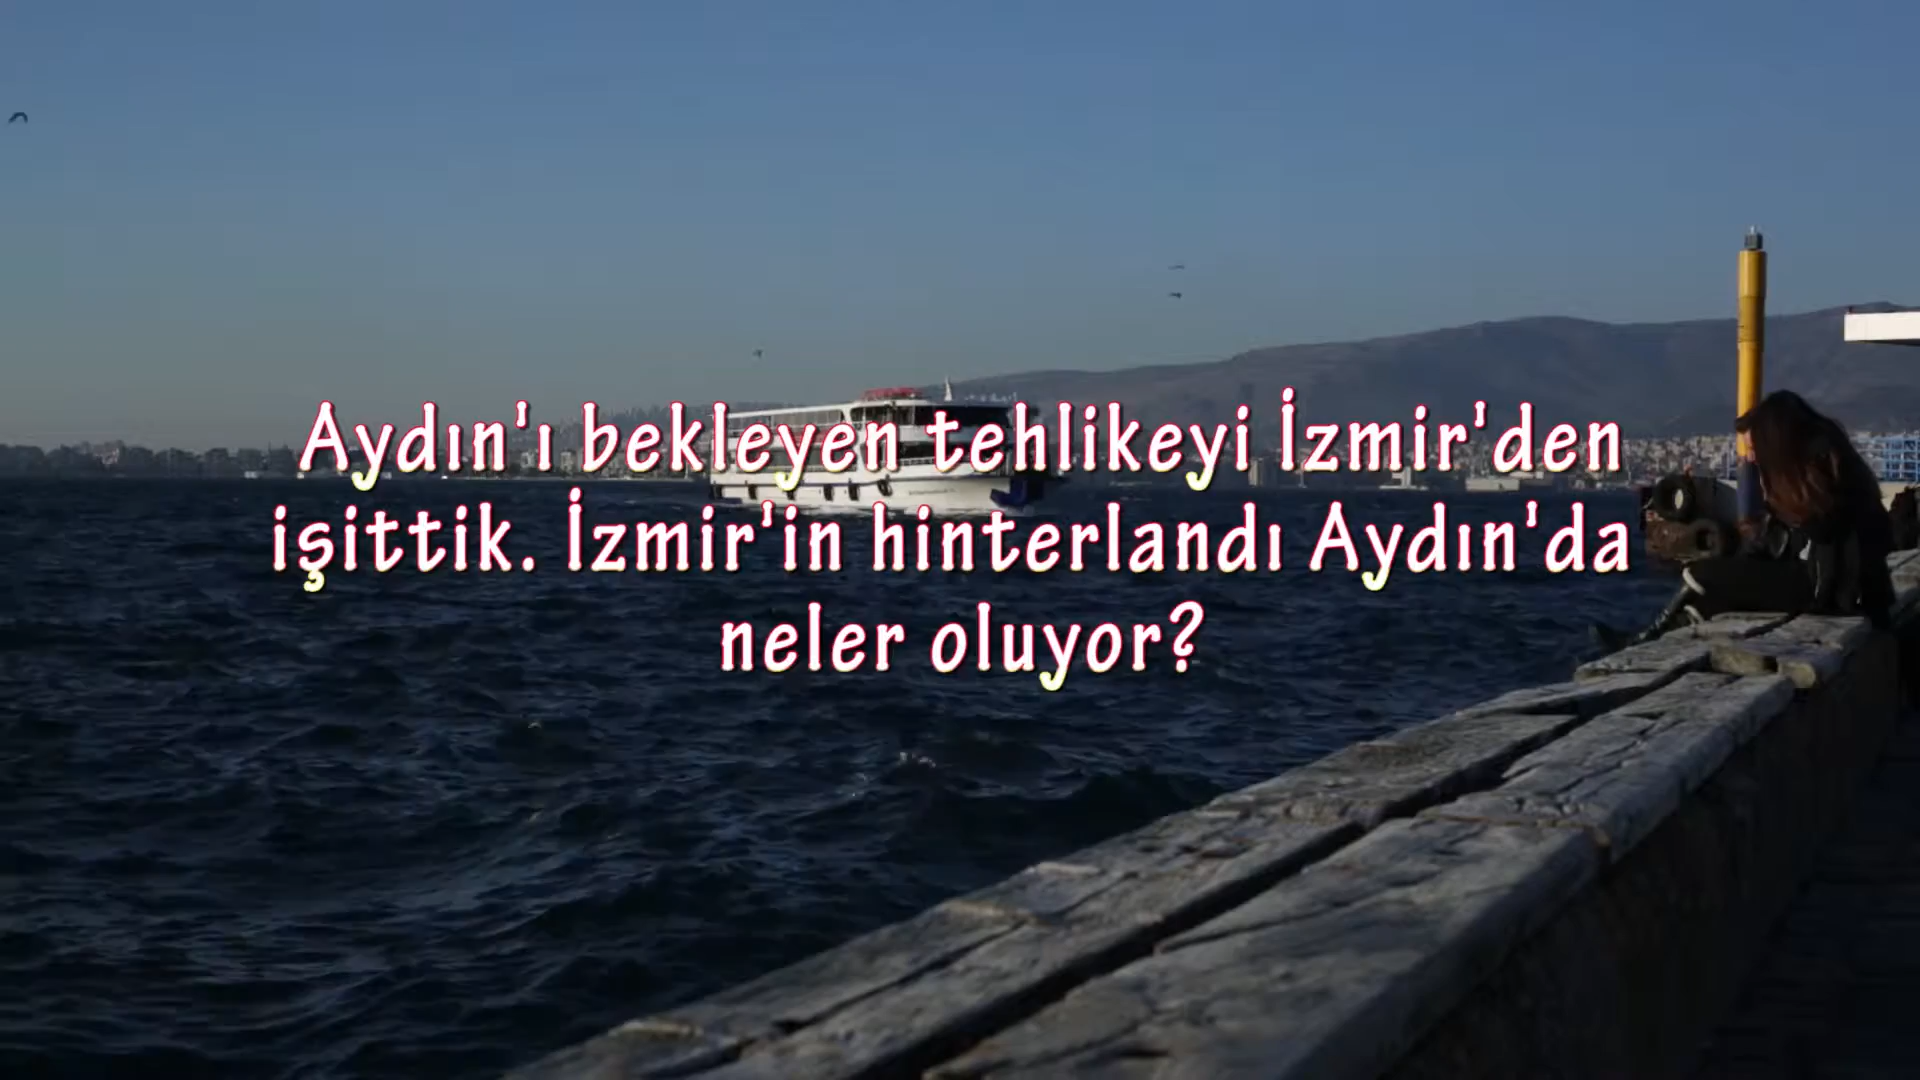 Aydın'ı bekleyen tehlikeyi İzmir'den
işittik. İzmir'in hinterlandı Aydın'da
neler oluyor?